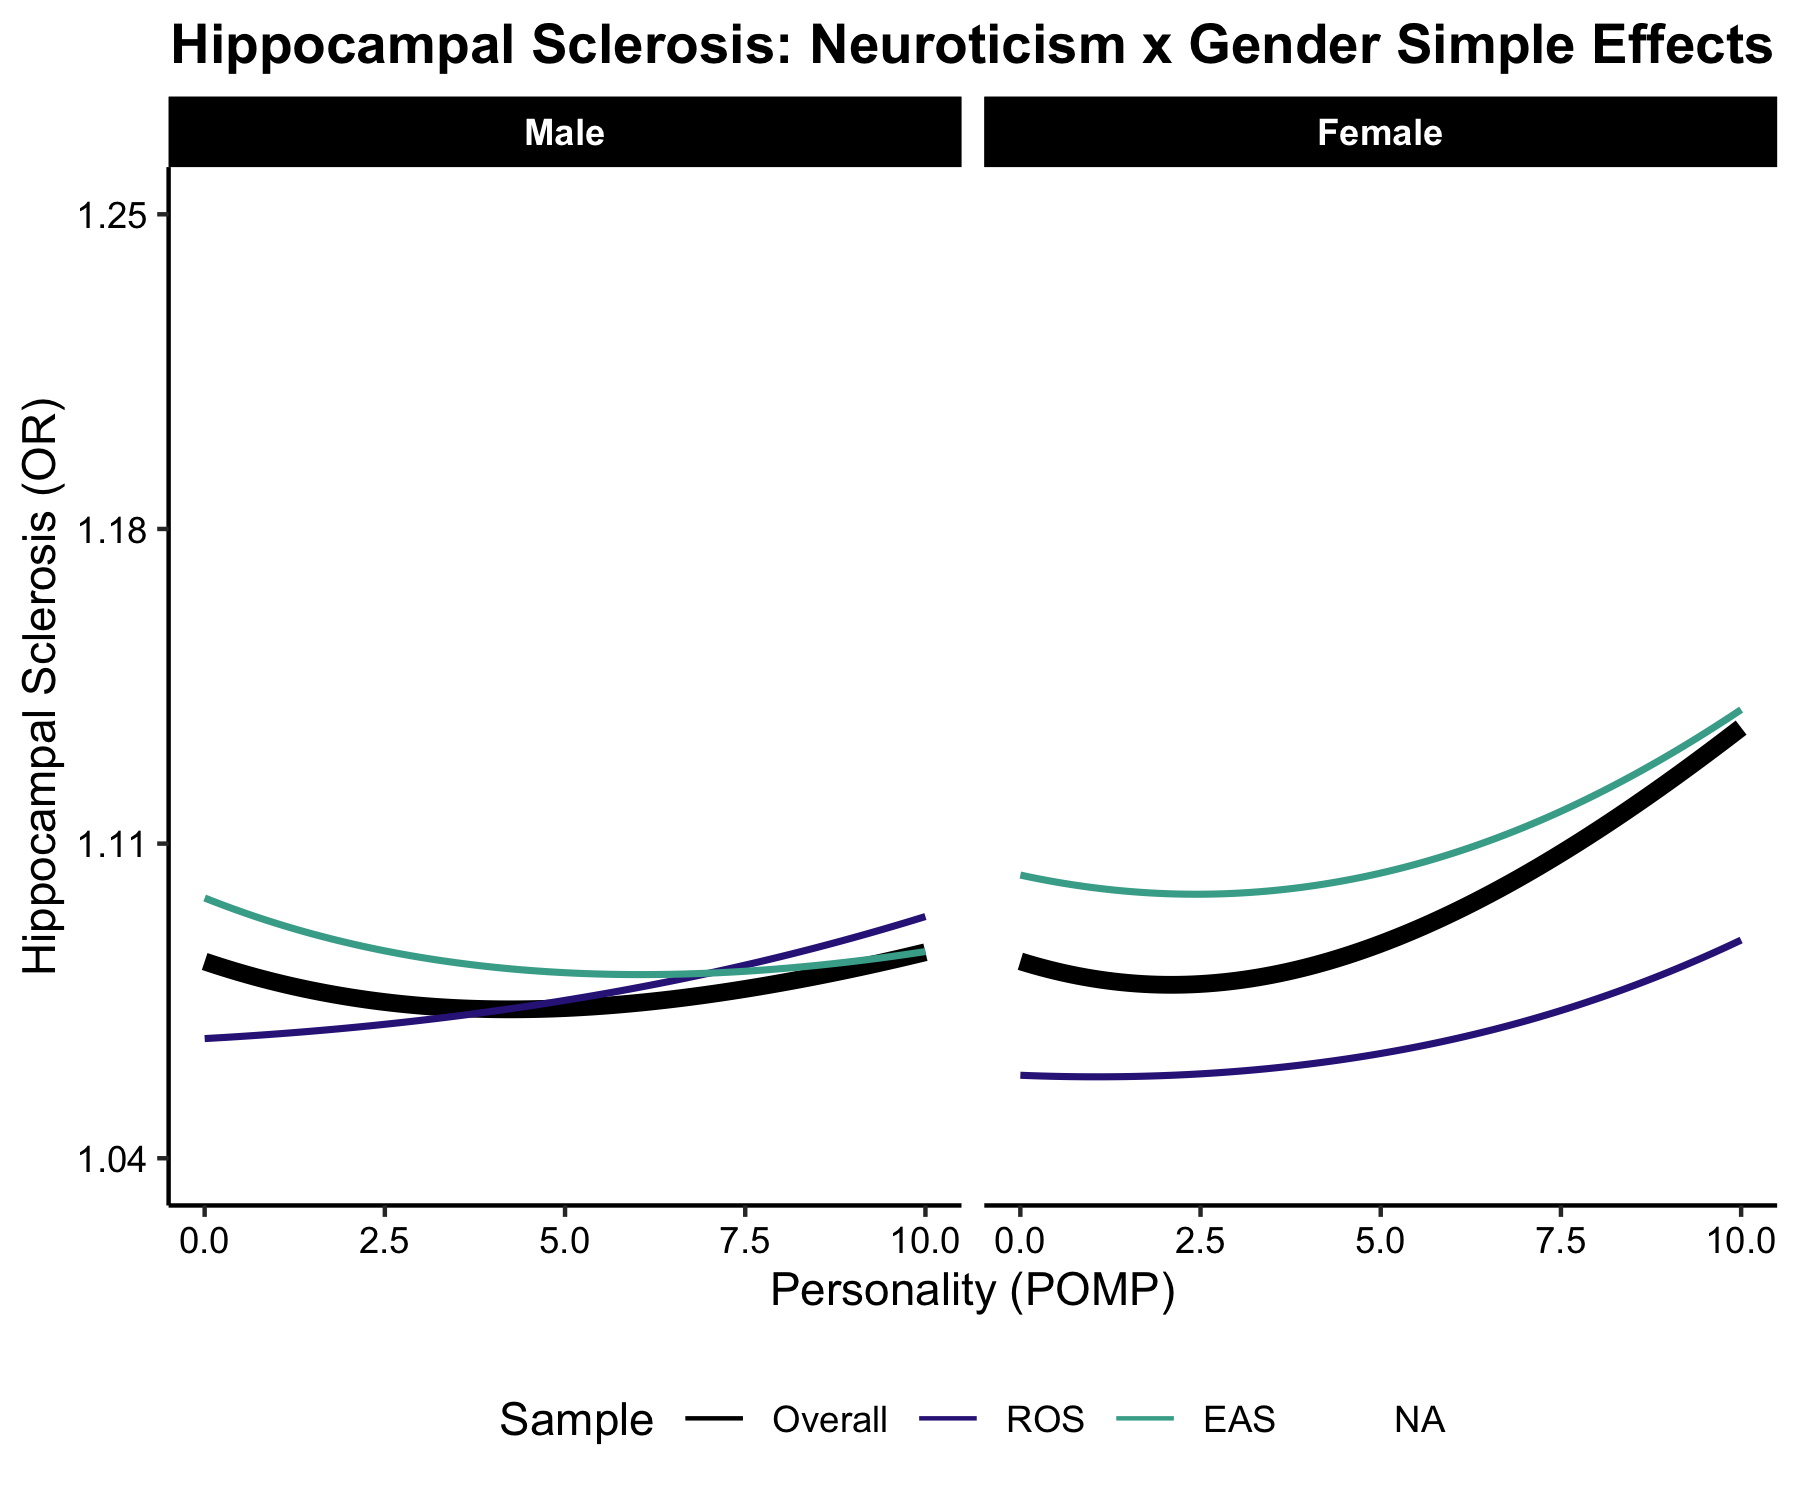 Hippocampal Sclerosis: Neuroticism x Gender Simple Effects
Male
Female
Hippocampal Sclerosis (OR)
1.25
1.18
1.11
1.04
0.0 2.5 5.0 7.5 10.0
0.0 2.5 5.0 7.5 10.0
Personality (POMP)
Sample Overall ROS EAS NA